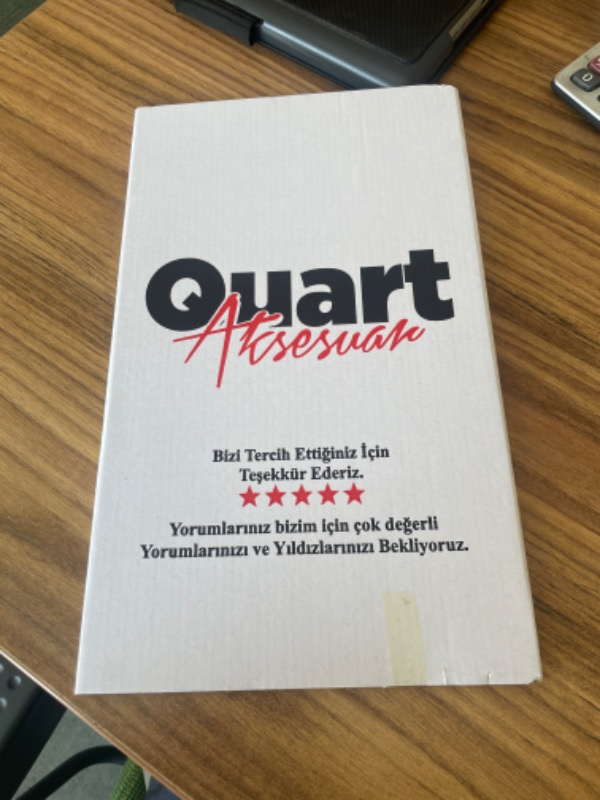 Quart
Aksesuar
Bizi Tercih Ettiğiniz İçin
Teşekkür Ederiz.
Yorumlarınız bizim için çok değerli
Yorumlarınızı ve Yıldızlarınızı Bekliyoruz.